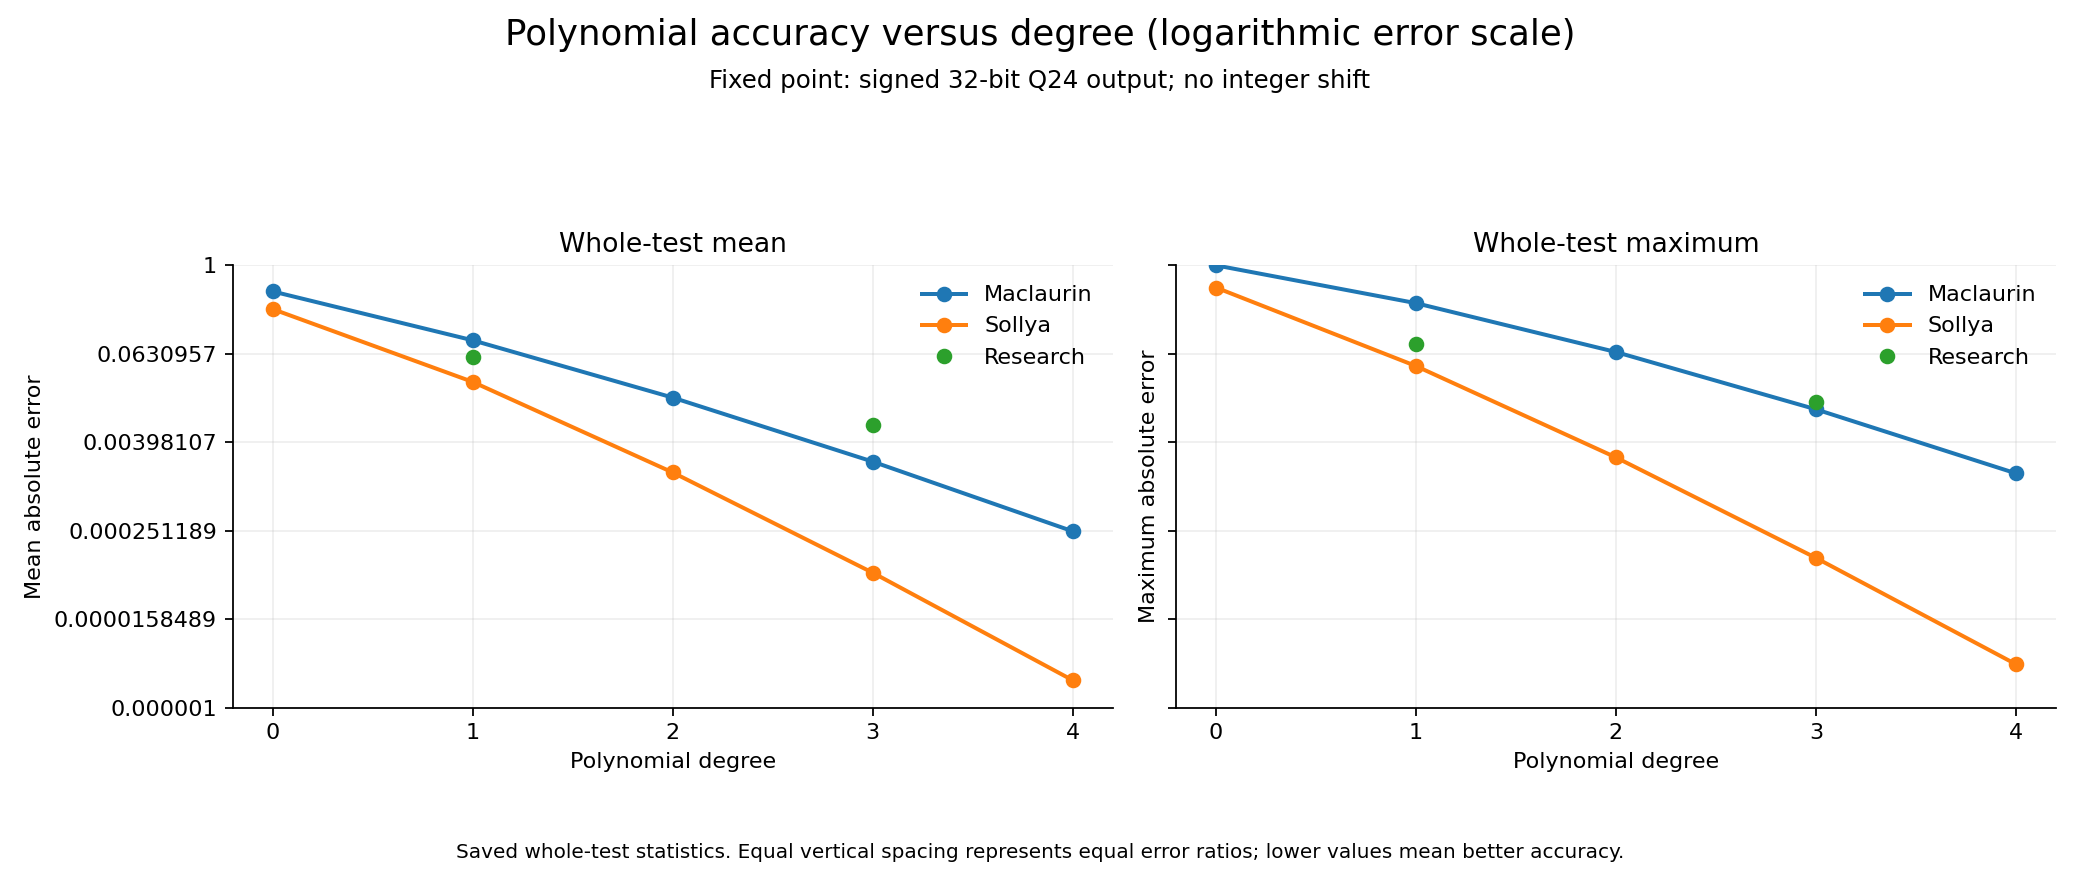 Polynomial accuracy versus degree (logarithmic error scale)
Fixed point: signed 32-bit Q24 output; no integer shift
Whole-test mean
1
0.0630957
0.00398107
0.000251189
0.0000158489
0.000001
Mean absolute error
Maclaurin
Sollya
Research
0 1 2 3 4
Polynomial degree
Whole-test maximum
Maximum absolute error
Maclaurin
Sollya
Research
0 1 2 3 4
Polynomial degree
Saved whole-test statistics. Equal vertical spacing represents equal error ratios; lower values mean better accuracy.